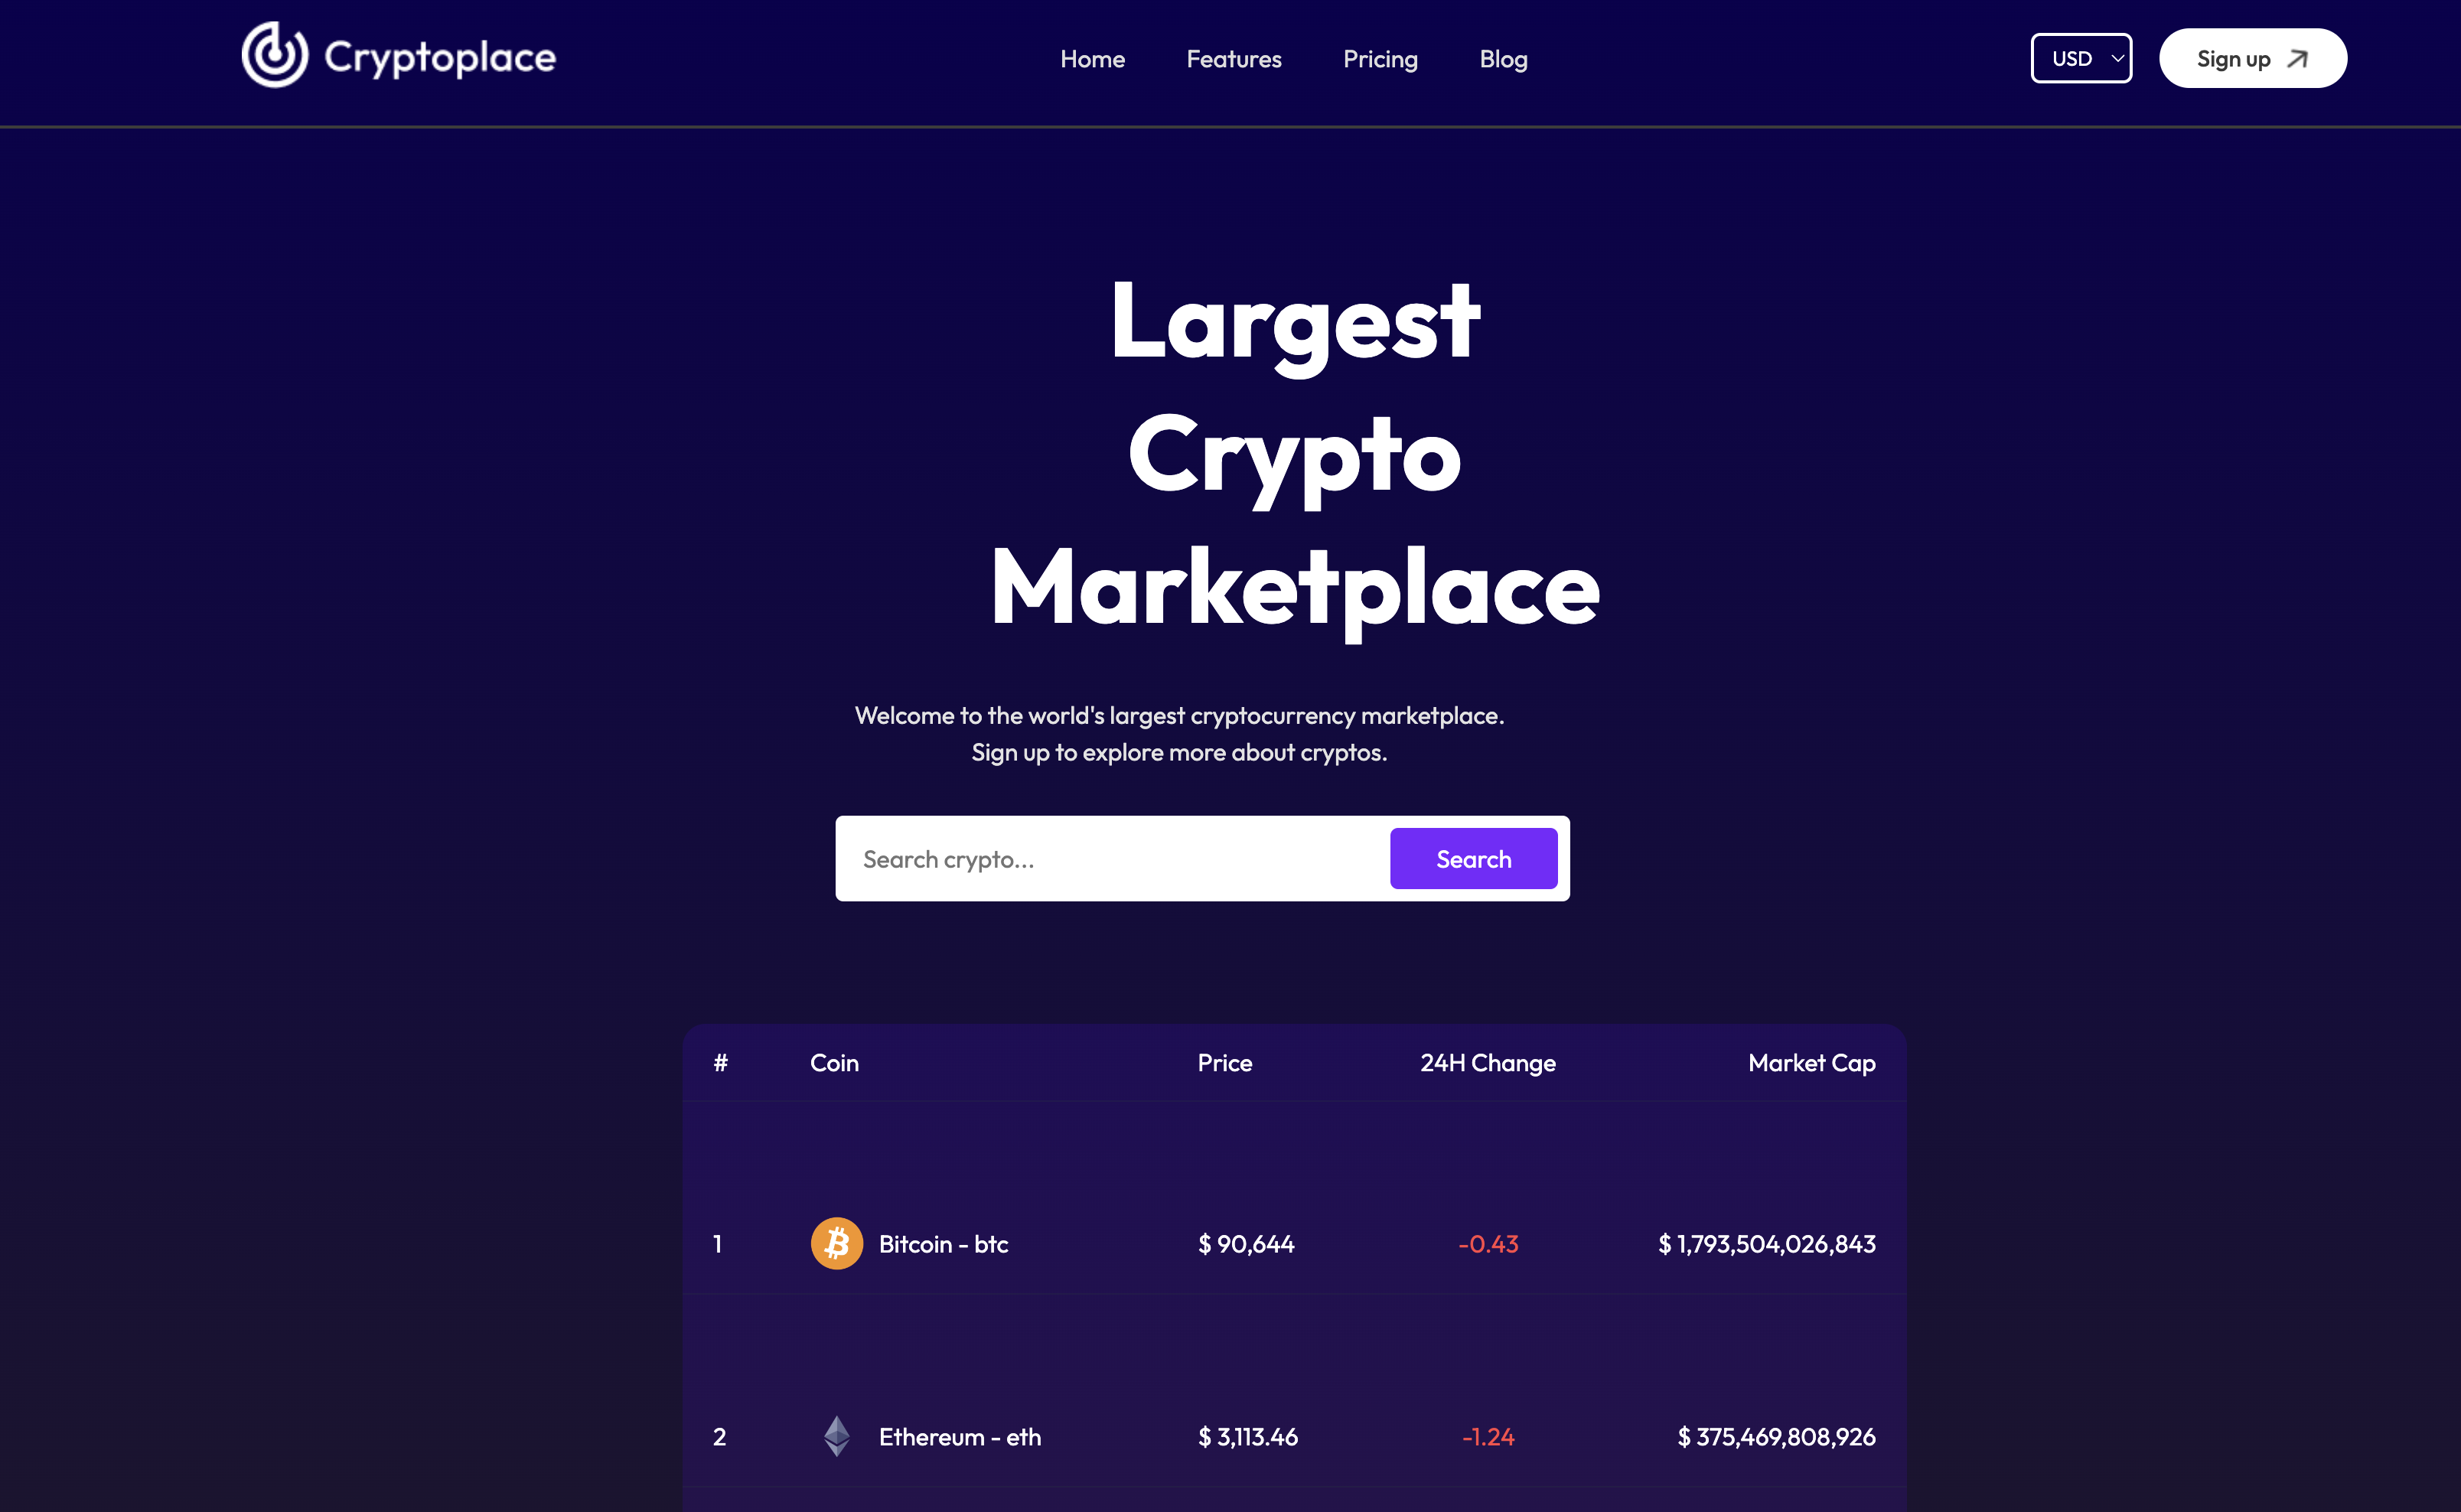 Cryptoplace
Home Features Pricing Blog
USD
Sign up
Largest
Crypto
Marketplace
Welcome to the world's largest cryptocurrency marketplace.
Sign up to explore more about cryptos.
Search crypto... Search
# Coin Price 24H Change Market Cap
1 Bitcoin - btc $ 90,644 -0.43 $ 1,793,504,026,843
2 Ethereum - eth $ 3,113.46 -1.24 $ 375,469,808,926